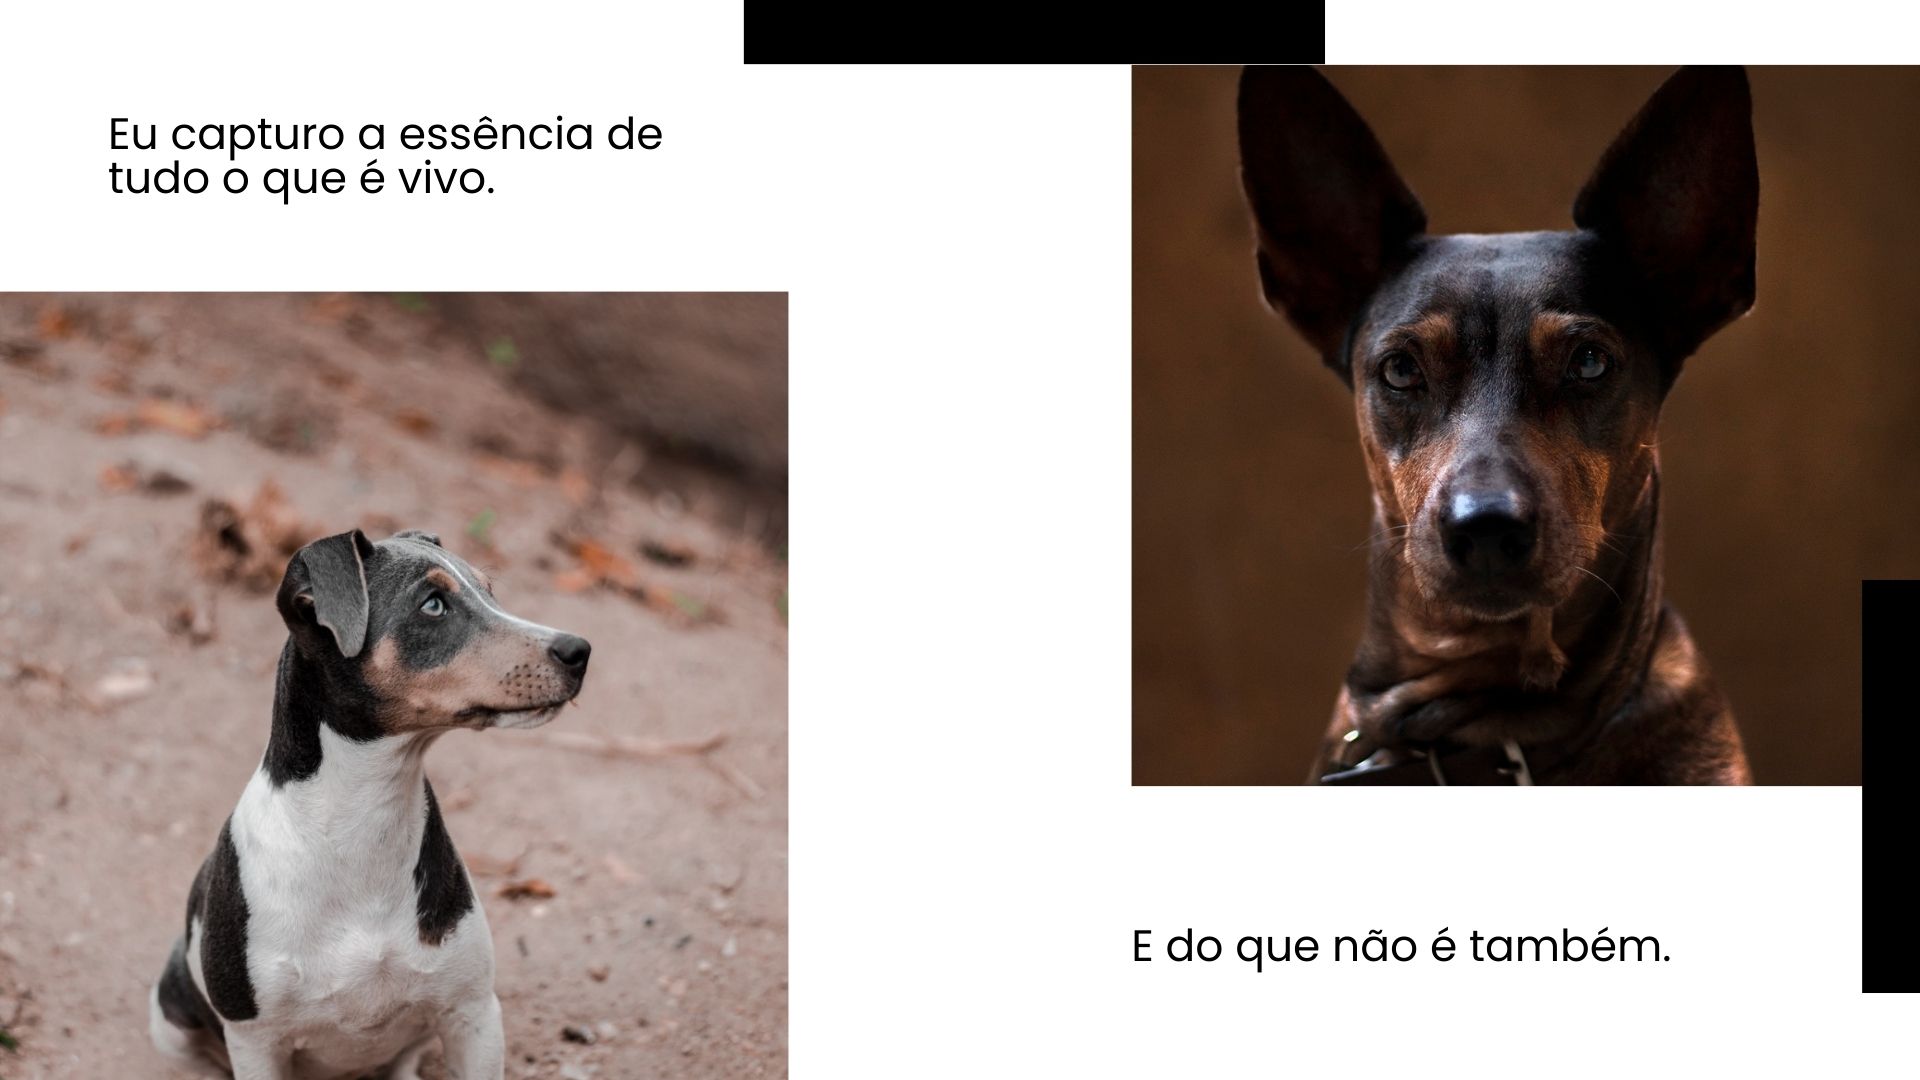 Eu capturo a essência de
tudo o que é vivo.
E do que não é também.